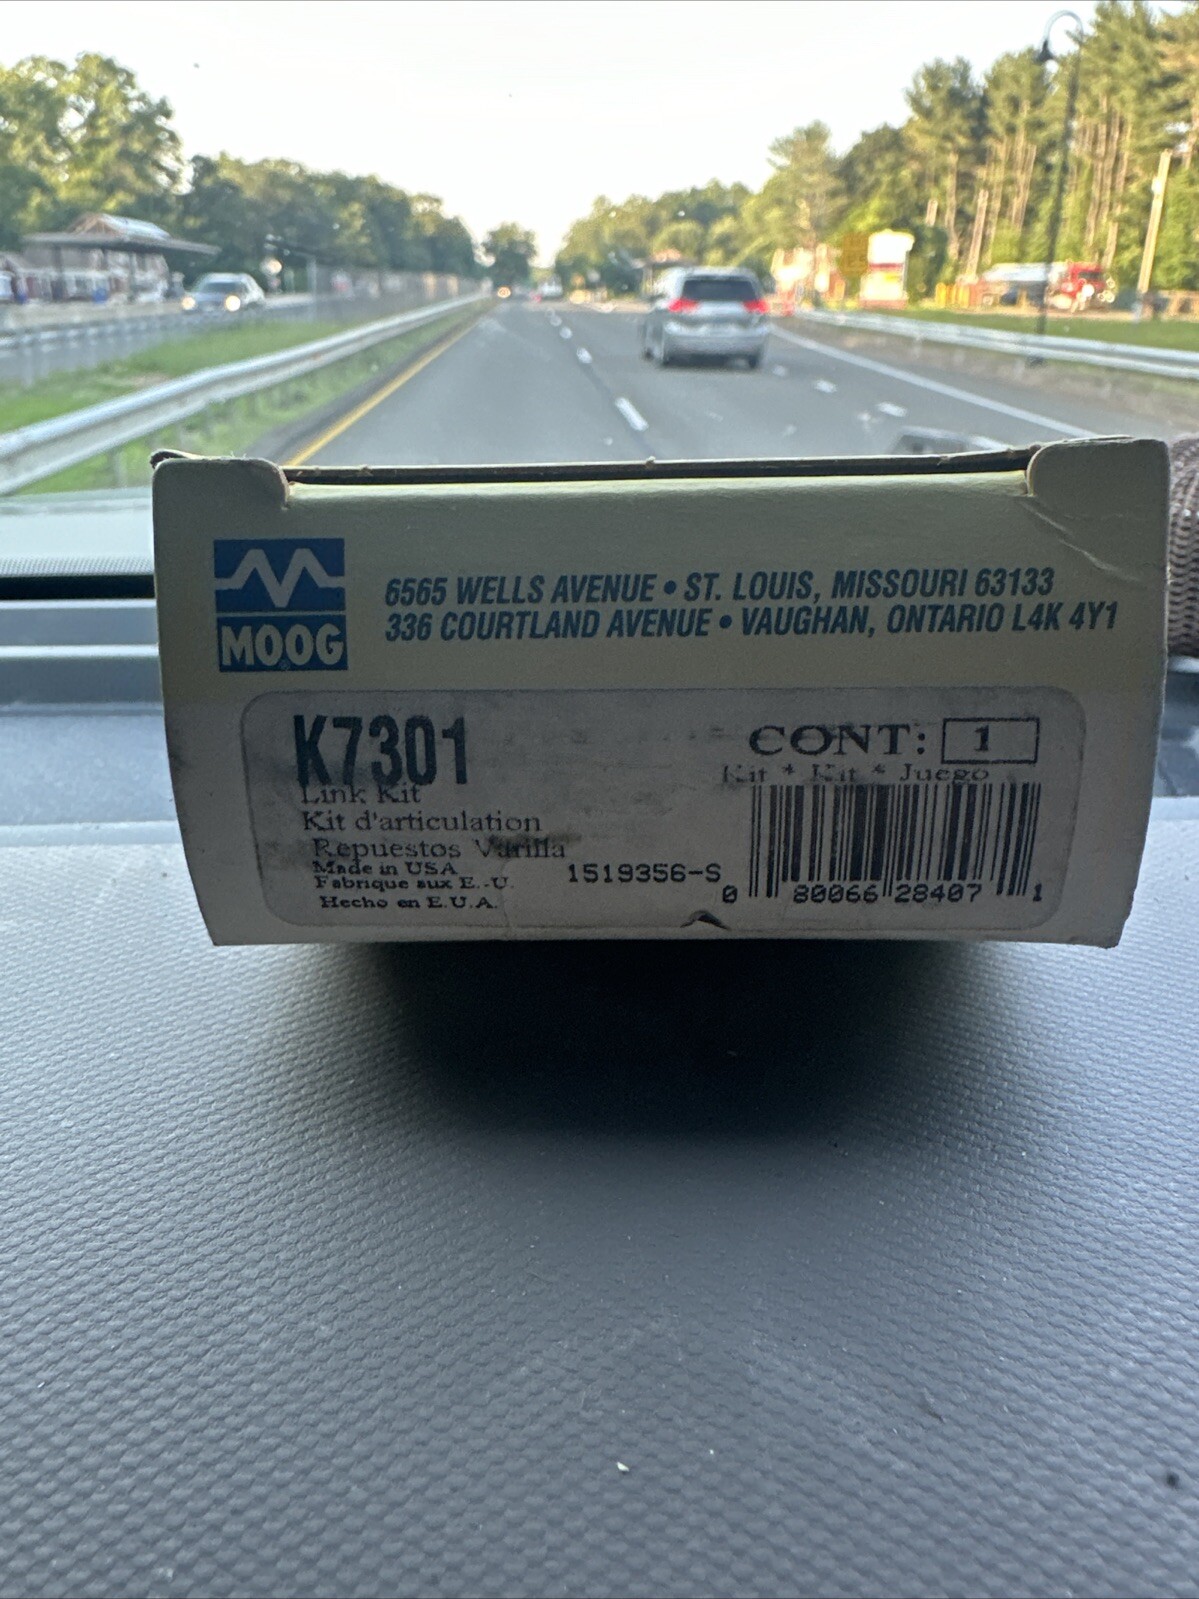 MOOG
6565 WELLS AVENUE • ST. LOUIS, MISSOURI 63133
336 COURTLAND AVENUE • VAUGHAN, ONTARIO L4K 4Y1
K7301
Link Kit
Kit d'articulation
Repuestos Varilla
Made in USA
Fabrique aux E.-U.
Hecho en E.U.A.
1519356-S
CONT: 1
Kit * Kit * Juego
0 80066 28407 1